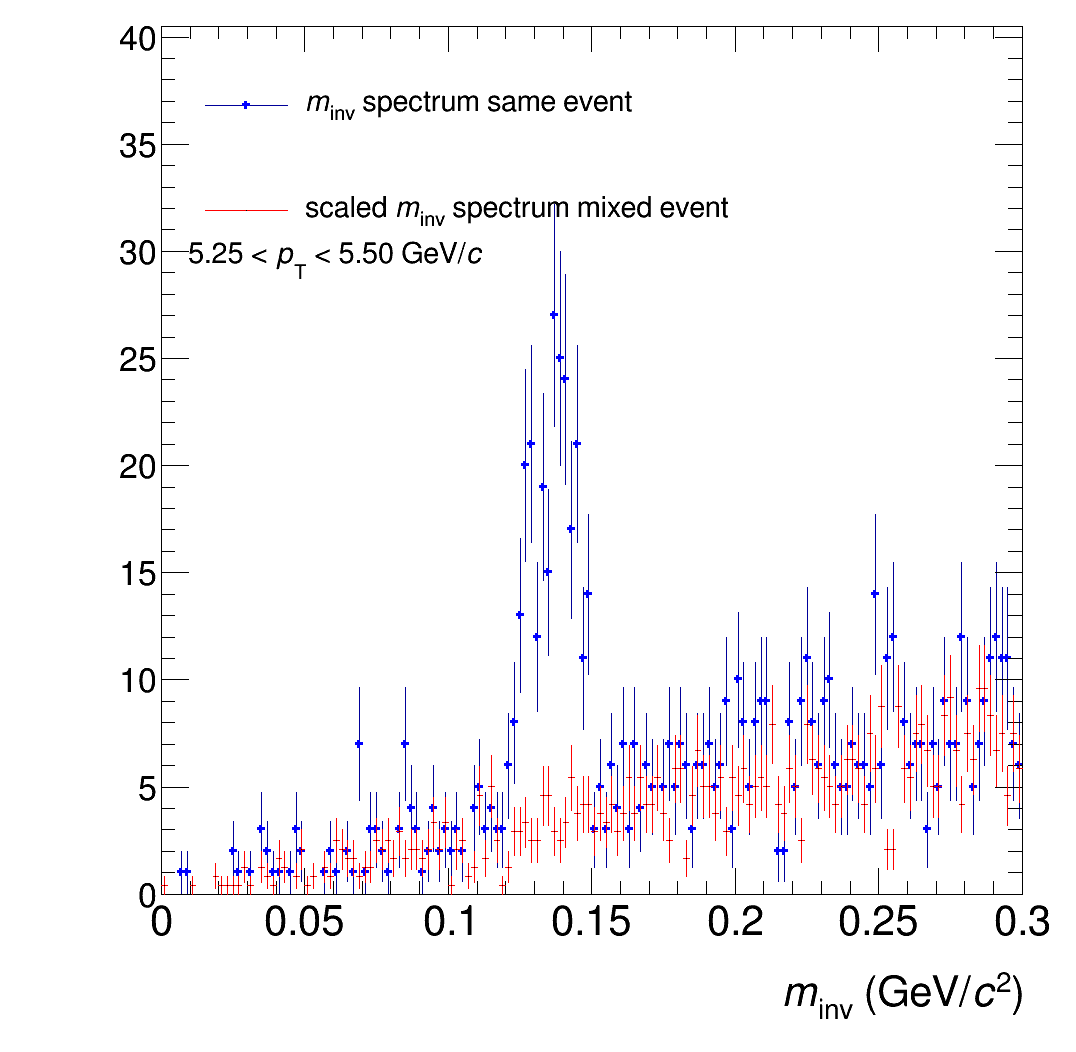 40
m_inv spectrum same event
35
scaled m_inv spectrum mixed event
30
5.25 < p_T < 5.50 GeV/c
25
20
15
10
5
0
0 0.05 0.1 0.15 0.2 0.25 0.3
m_inv (GeV/c²)